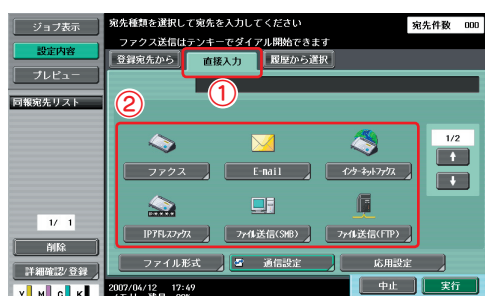 ジョブ表示
宛先種類を選択して宛先を入力してください
宛先件数 000
ファクス送信はテンキーでダイアル開始できます
設定内容
登録宛先から
直接入力
履歴から選択
プレビュー
①
同報宛先リスト
②
1/2
ファクス
E-mail
インターネットファクス
IPアドレスファクス
ファイル送信(SMB)
ファイル送信(FTP)
1/ 1
削除
ファイル形式
通信設定
応用設定
詳細確認/登録
2007/04/12 17:49
中止
実行
Y M C K